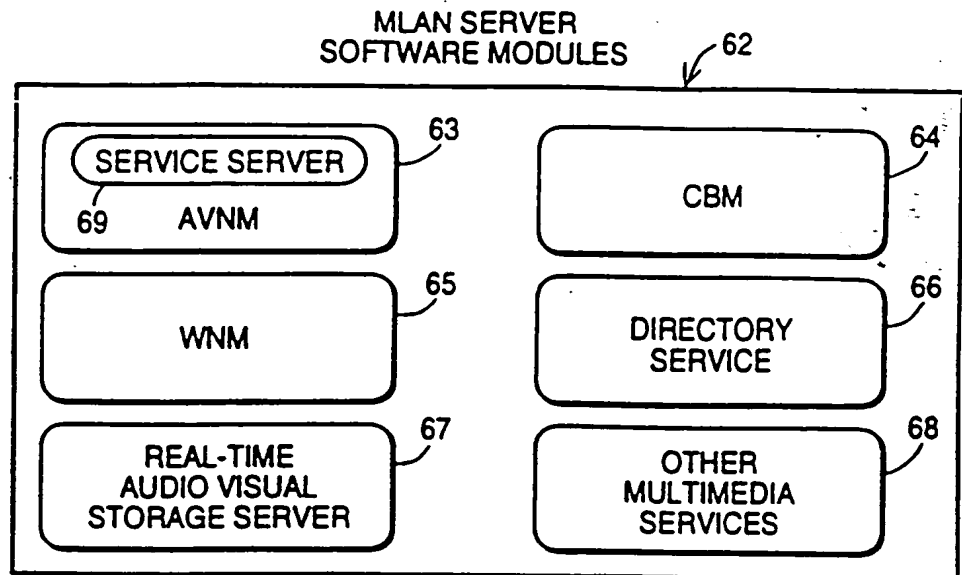 MLAN SERVER
SOFTWARE MODULES
62
SERVICE SERVER
69
AVNM
63
CBM
64
WNM
65
DIRECTORY
SERVICE
66
REAL-TIME
AUDIO VISUAL
STORAGE SERVER
67
OTHER
MULTIMEDIA
SERVICES
68